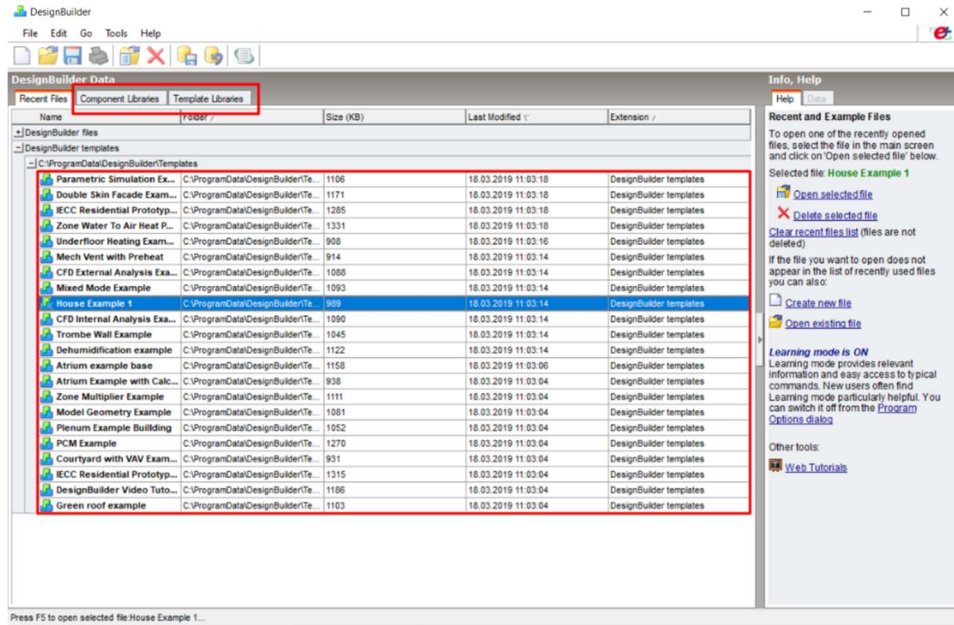 DesignBuilder
File Edit Go Tools Help
DesignBuilder Data
Recent Files Component Libraries Template Libraries
Name Folder Size (KB) Last Modified Extension
DesignBuilder files
DesignBuilder templates
C:\ProgramData\DesignBuilder\Templates
Parametric Simulation Ex... C:\ProgramData\DesignBuilder\Te... 1106 18.03.2019 11:03:18 DesignBuilder templates
Double Skin Facade Exam... C:\ProgramData\DesignBuilder\Te... 1171 18.03.2019 11:03:18 DesignBuilder templates
IECC Residential Prototyp... C:\ProgramData\DesignBuilder\Te... 1285 18.03.2019 11:03:18 DesignBuilder templates
Zone Water To Air Heat P... C:\ProgramData\DesignBuilder\Te... 1331 18.03.2019 11:03:18 DesignBuilder templates
Underfloor Heating Exam... C:\ProgramData\DesignBuilder\Te... 908 18.03.2019 11:03:16 DesignBuilder templates
Mech Vent with Preheat C:\ProgramData\DesignBuilder\Te... 914 18.03.2019 11:03:14 DesignBuilder templates
CFD External Analysis Exa... C:\ProgramData\DesignBuilder\Te... 1088 18.03.2019 11:03:14 DesignBuilder templates
Mixed Mode Example C:\ProgramData\DesignBuilder\Te... 1093 18.03.2019 11:03:14 DesignBuilder templates
House Example 1 C:\ProgramData\DesignBuilder\Te... 989 18.03.2019 11:03:14 DesignBuilder templates
CFD Internal Analysis Exa... C:\ProgramData\DesignBuilder\Te... 1090 18.03.2019 11:03:14 DesignBuilder templates
Trombe Wall Example C:\ProgramData\DesignBuilder\Te... 1045 18.03.2019 11:03:14 DesignBuilder templates
Dehumidification example C:\ProgramData\DesignBuilder\Te... 1122 18.03.2019 11:03:14 DesignBuilder templates
Atrium example base C:\ProgramData\DesignBuilder\Te... 1158 18.03.2019 11:03:06 DesignBuilder templates
Atrium Example with Calc... C:\ProgramData\DesignBuilder\Te... 938 18.03.2019 11:03:04 DesignBuilder templates
Zone Multiplier Example C:\ProgramData\DesignBuilder\Te... 1111 18.03.2019 11:03:04 DesignBuilder templates
Model Geometry Example C:\ProgramData\DesignBuilder\Te... 1081 18.03.2019 11:03:04 DesignBuilder templates
Plenum Example Buillding C:\ProgramData\DesignBuilder\Te... 1052 18.03.2019 11:03:04 DesignBuilder templates
PCM Example C:\ProgramData\DesignBuilder\Te... 1270 18.03.2019 11:03:04 DesignBuilder templates
Courtyard with VAV Exam... C:\ProgramData\DesignBuilder\Te... 931 18.03.2019 11:03:04 DesignBuilder templates
IECC Residential Prototyp... C:\ProgramData\DesignBuilder\Te... 1315 18.03.2019 11:03:04 DesignBuilder templates
DesignBuilder Video Tuto... C:\ProgramData\DesignBuilder\Te... 1186 18.03.2019 11:03:04 DesignBuilder templates
Green roof example C:\ProgramData\DesignBuilder\Te... 1103 18.03.2019 11:03:04 DesignBuilder templates
Info, Help
Help Data
Recent and Example Files
To open one of the recently opened
files, select the file in the main screen
and click on 'Open selected file' below.
Selected file: House Example 1
Open selected file
Delete selected file
Clear recent files list (files are not
deleted)
If the file you want to open does not
appear in the list of recently used files
you can also:
Create new file
Open existing file
Learning mode is ON
Learning mode provides relevant
information and easy access to typical
commands. New users often find
Learning mode particularly helpful. You
can switch it off from the Program
Options dialog
Other tools:
Web Tutorials
Press F5 to open selected file:House Example 1...